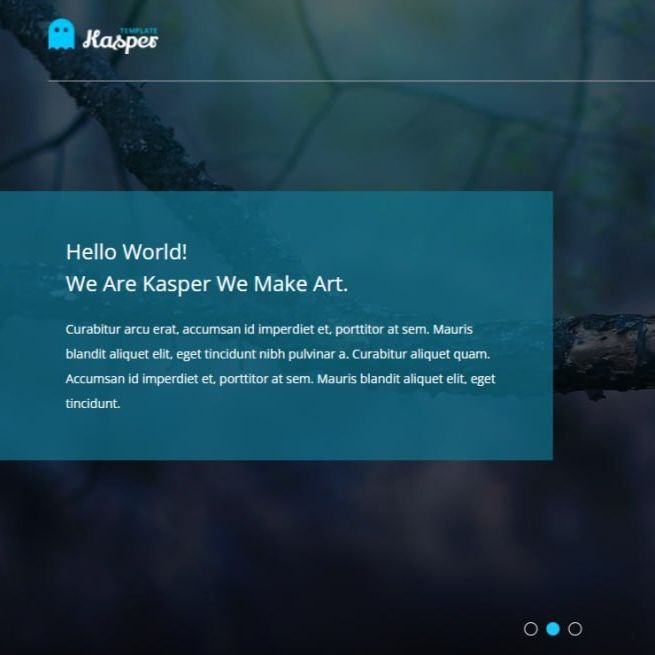 TEMPLATE
Kasper
Hello World!
We Are Kasper We Make Art.
Curabitur arcu erat, accumsan id imperdiet et, porttitor at sem. Mauris
blandit aliquet elit, eget tincidunt nibh pulvinar a. Curabitur aliquet quam.
Accumsan id imperdiet et, porttitor at sem. Mauris blandit aliquet elit, eget
tincidunt.